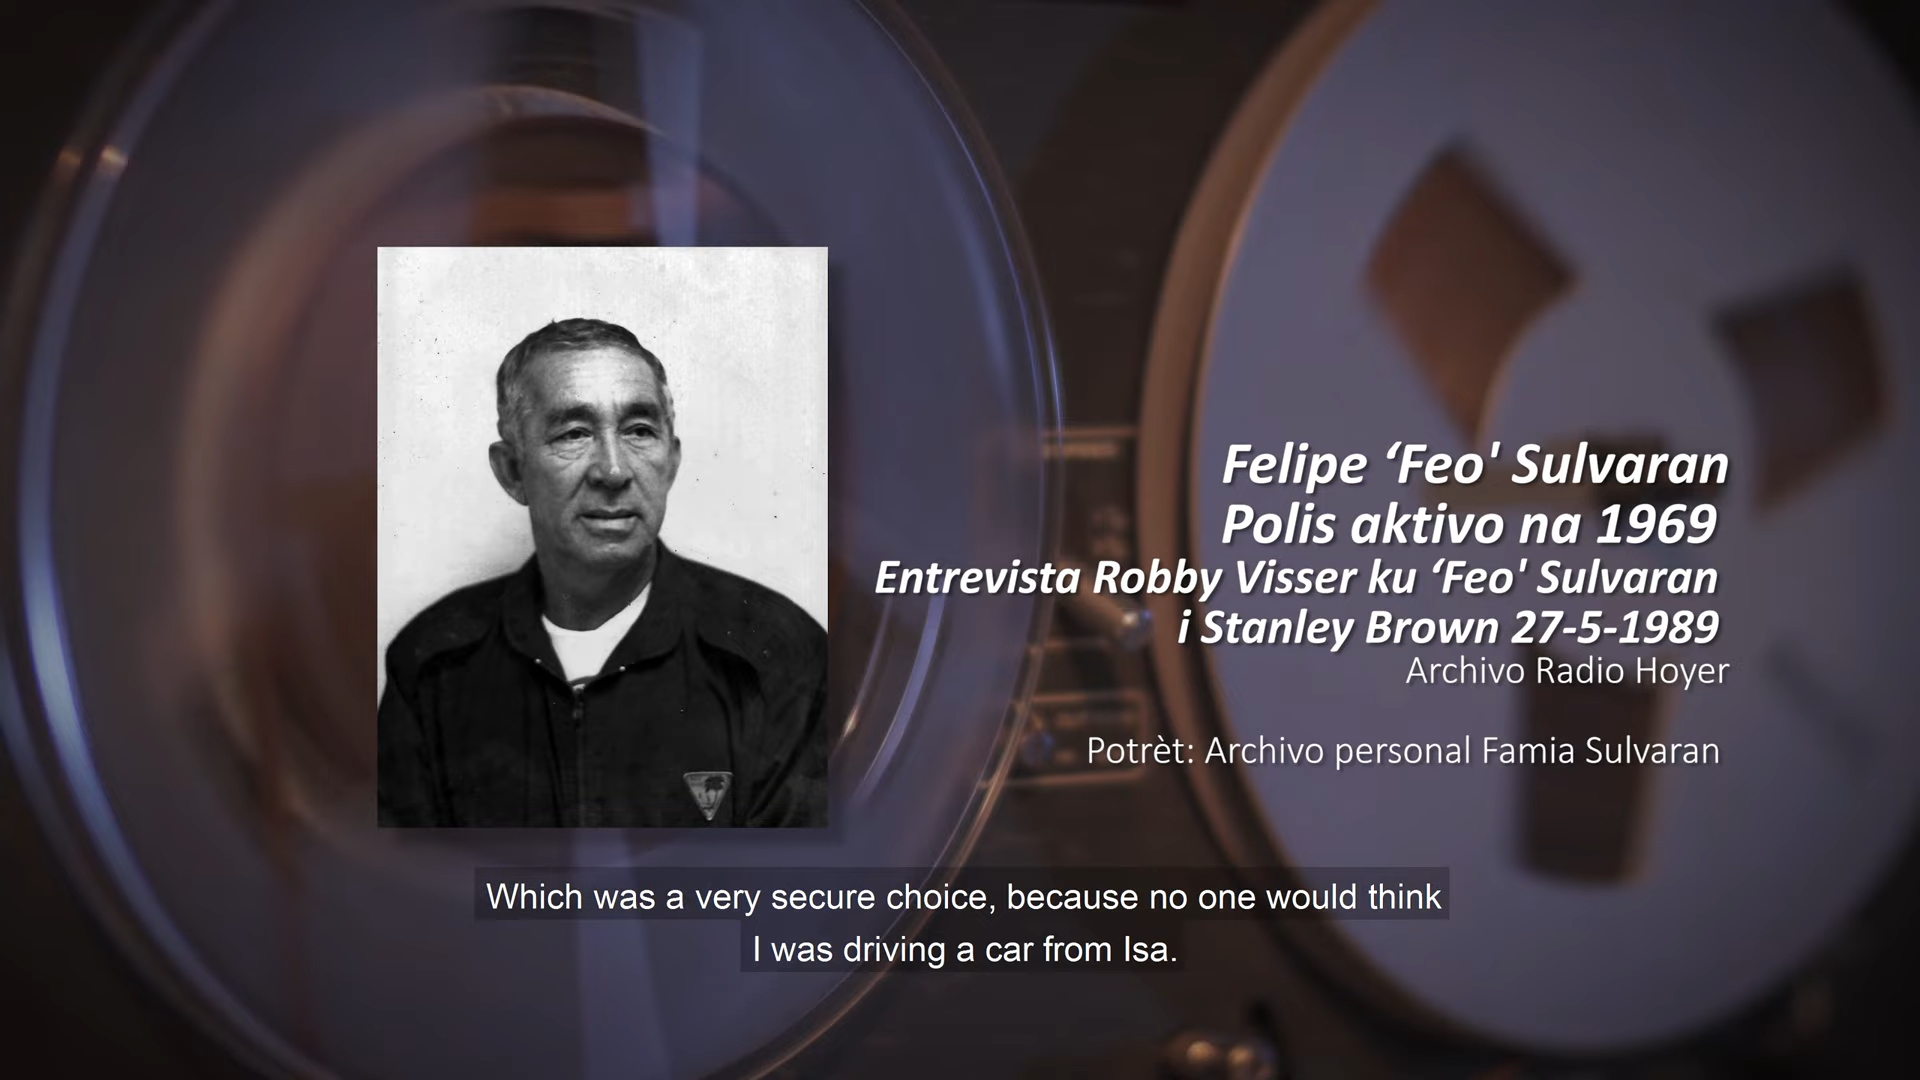 Felipe ‘Feo' Sulvaran
Polis aktivo na 1969
Entrevista Robby Visser ku ‘Feo' Sulvaran
i Stanley Brown 27-5-1989
Archivo Radio Hoyer
Potrèt: Archivo personal Famia Sulvaran
Which was a very secure choice, because no one would think
I was driving a car from Isa.